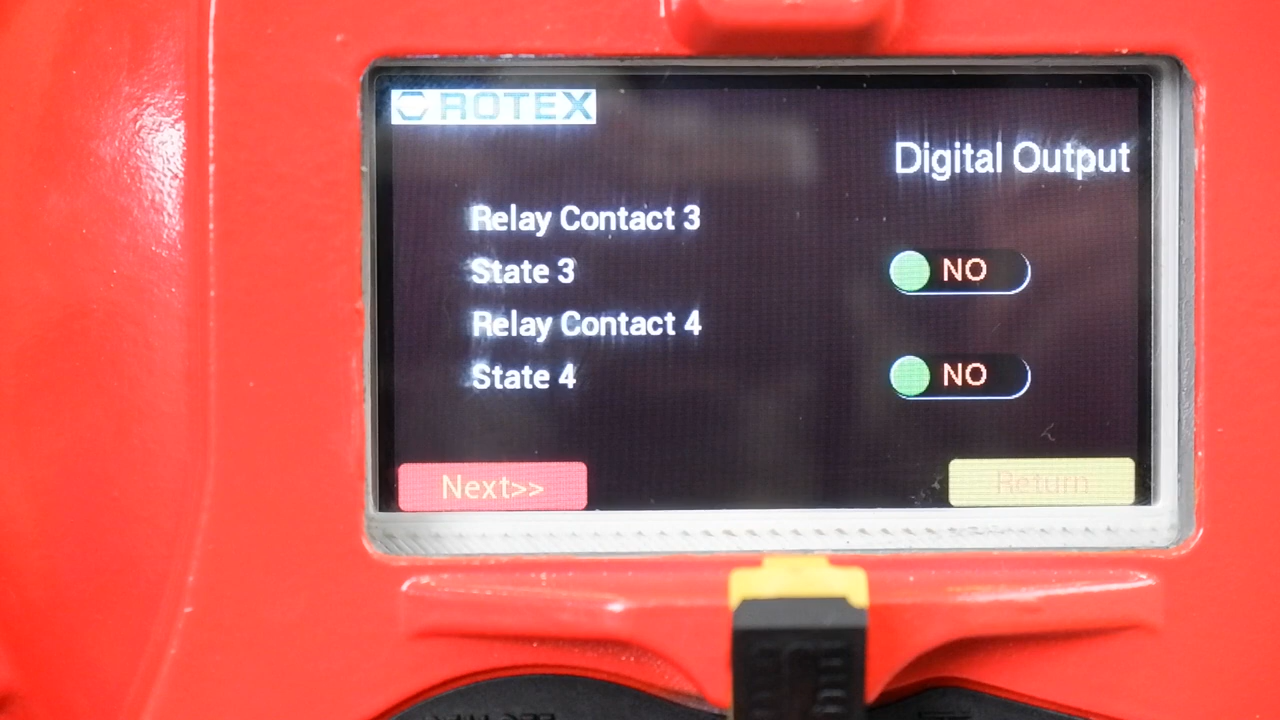 ROTEX
Digital Output
Relay Contact 3
State 3
NO
Relay Contact 4
State 4
NO
Next>>
Return